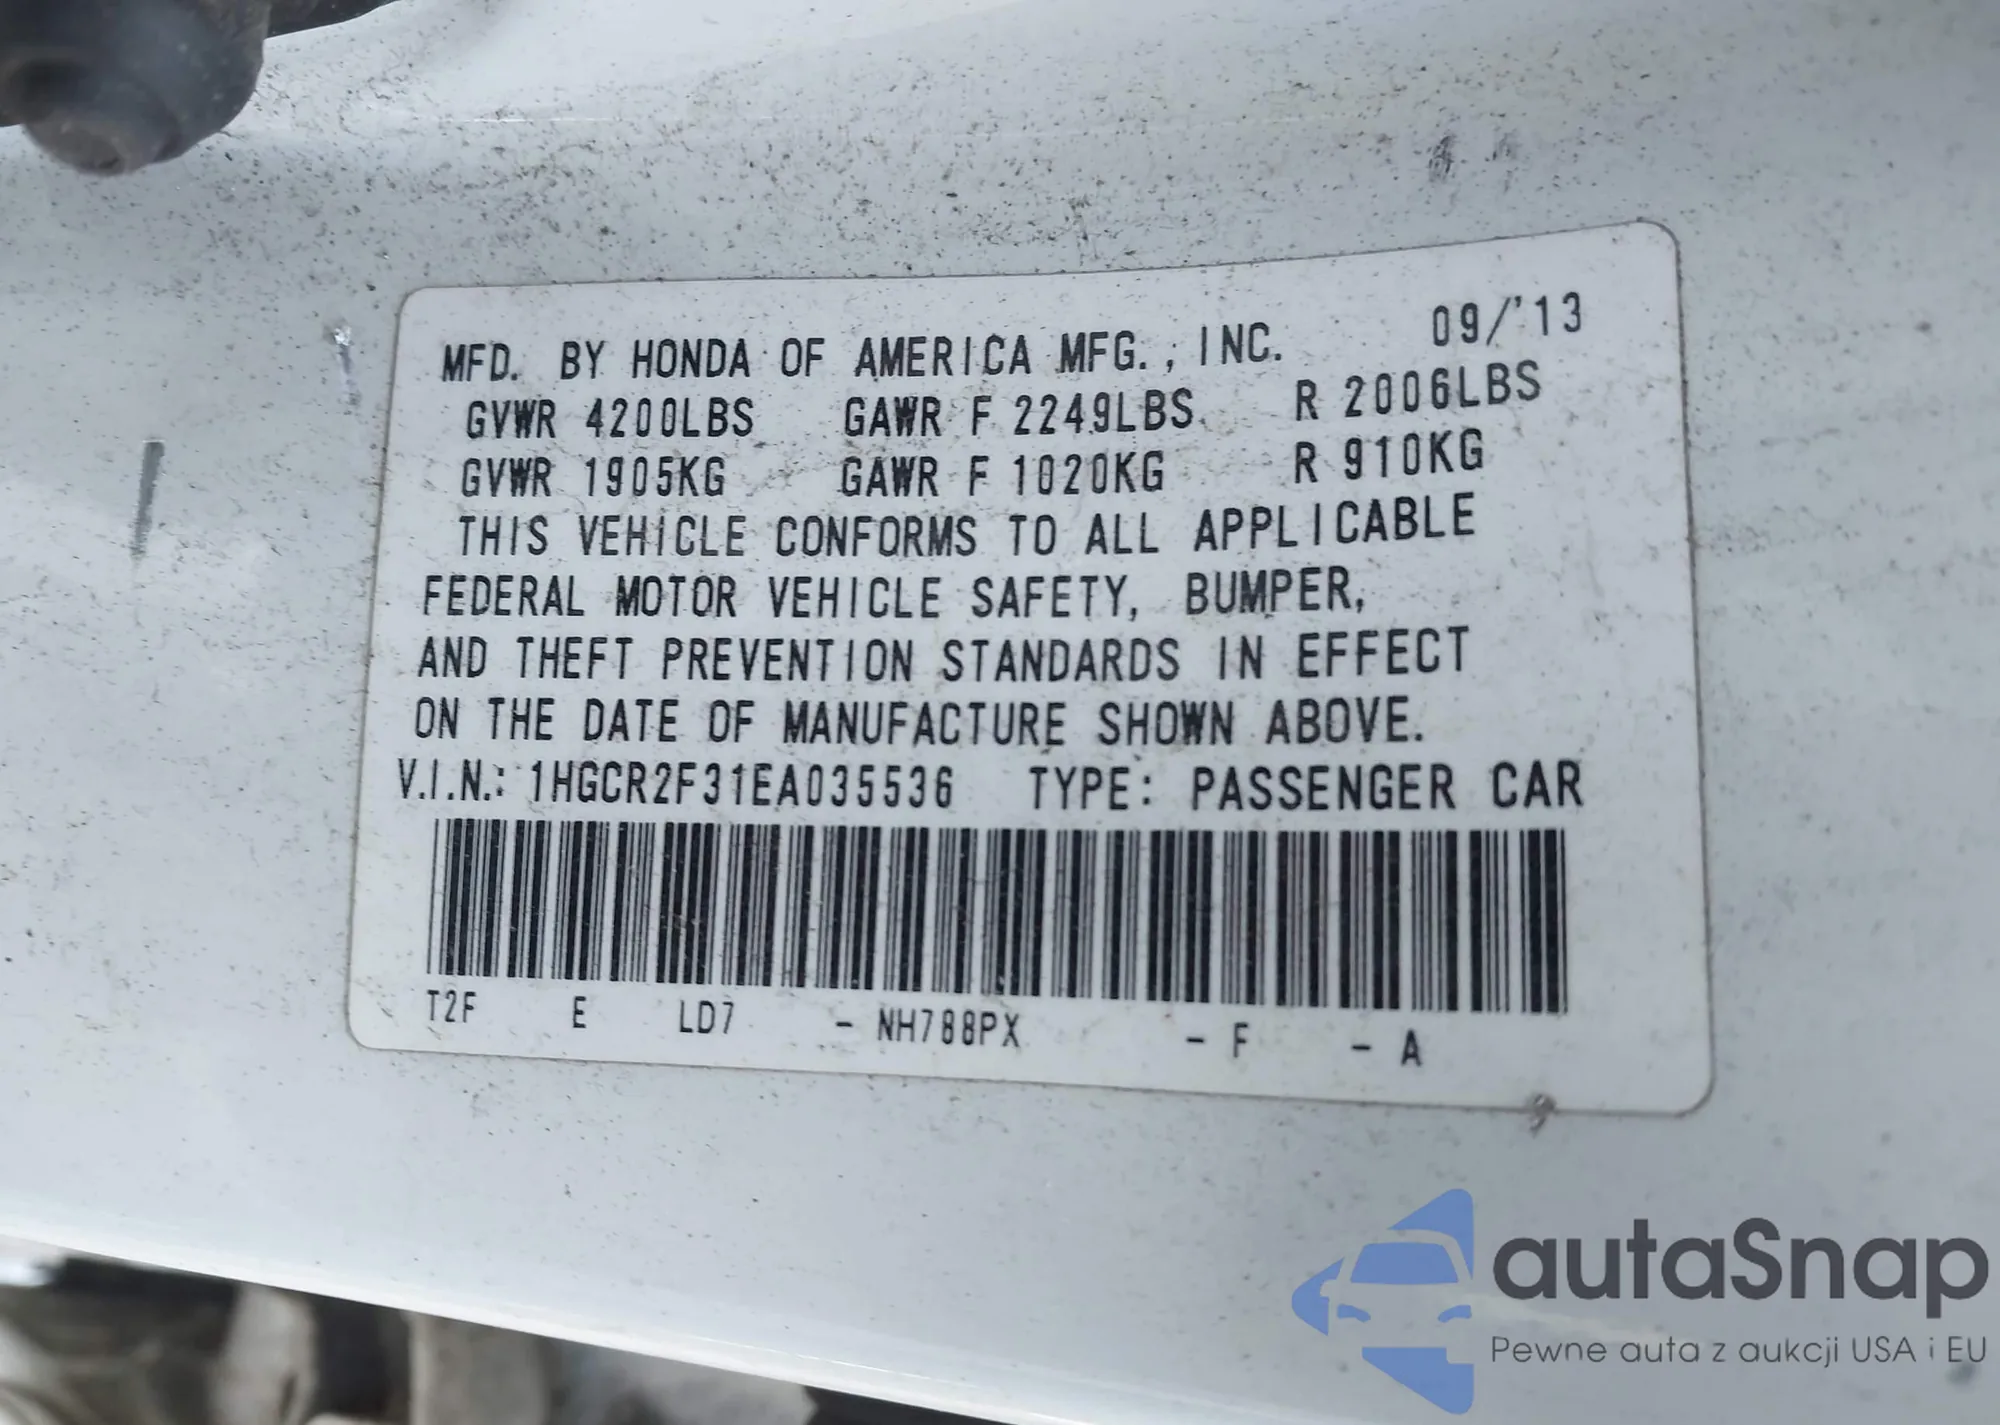 MFD. BY HONDA OF AMERICA MFG., INC. 09/'13
GVWR 4200LBS GAWR F 2249LBS R 2006LBS
GVWR 1905KG GAWR F 1020KG R 910KG
THIS VEHICLE CONFORMS TO ALL APPLICABLE
FEDERAL MOTOR VEHICLE SAFETY, BUMPER,
AND THEFT PREVENTION STANDARDS IN EFFECT
ON THE DATE OF MANUFACTURE SHOWN ABOVE.
V.I.N.: 1HGCR2F31EA035536 TYPE: PASSENGER CAR
T2F E LD7 - NH788PX - F - A
autaSnap
Pewne auta z aukcji USA i EU